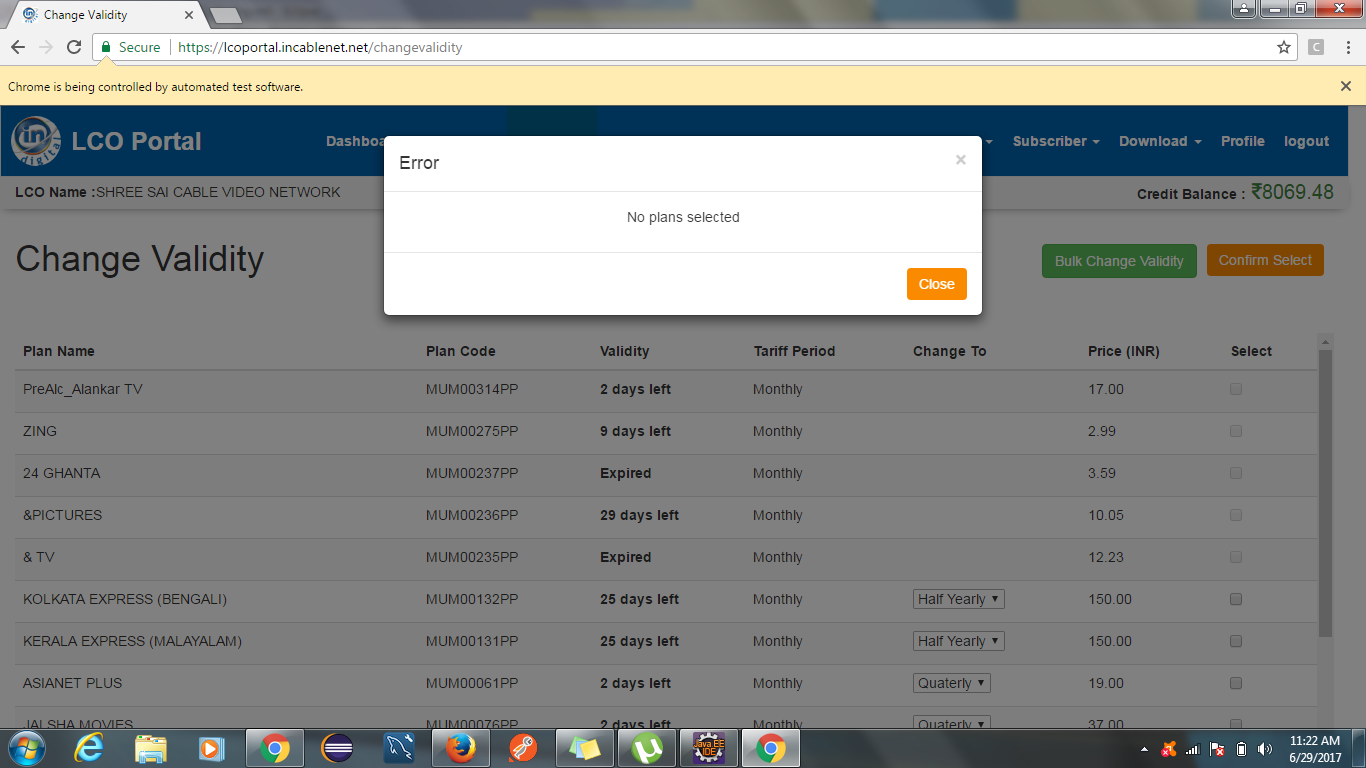 Change Validity
Secure https://lcoportal.incablenet.net/changevalidity
Chrome is being controlled by automated test software.
in digital LCO Portal Subscriber Download Profile logout
LCO Name :SHREE SAI CABLE VIDEO NETWORK Credit Balance : ₹8069.48
Error
No plans selected
Close
Change Validity Bulk Change Validity Confirm Select
Plan Name Plan Code Validity Tariff Period Change To Price (INR) Select
PreAlc_Alankar TV MUM00314PP 2 days left Monthly 17.00
ZING MUM00275PP 9 days left Monthly 2.99
24 GHANTA MUM00237PP Expired Monthly 3.59
&PICTURES MUM00236PP 29 days left Monthly 10.05
& TV MUM00235PP Expired Monthly 12.23
KOLKATA EXPRESS (BENGALI) MUM00132PP 25 days left Monthly Half Yearly 150.00
KERALA EXPRESS (MALAYALAM) MUM00131PP 25 days left Monthly Half Yearly 150.00
ASIANET PLUS MUM00061PP 2 days left Monthly Quaterly 19.00
JALSHA MOVIES MUM00076PP 2 days left Monthly Quaterly 37.00
Java EE IDE
11:22 AM
6/29/2017